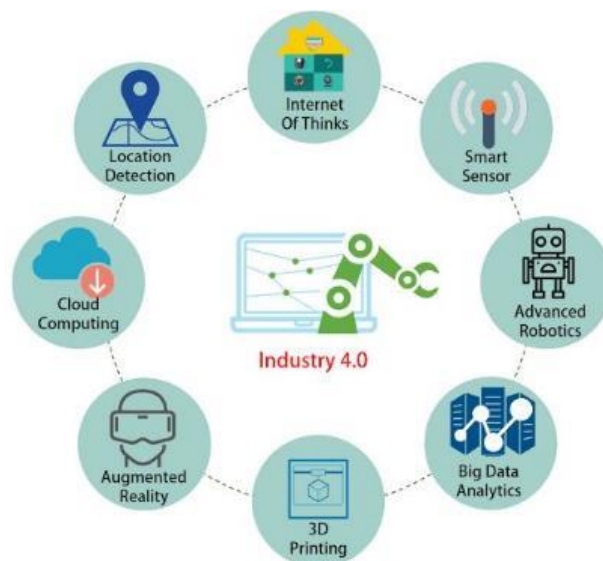 Internet
Of Thinks
Smart
Sensor
Advanced
Robotics
Big Data
Analytics
3D
Printing
Augmented
Reality
Cloud
Computing
Location
Detection
Industry 4.0